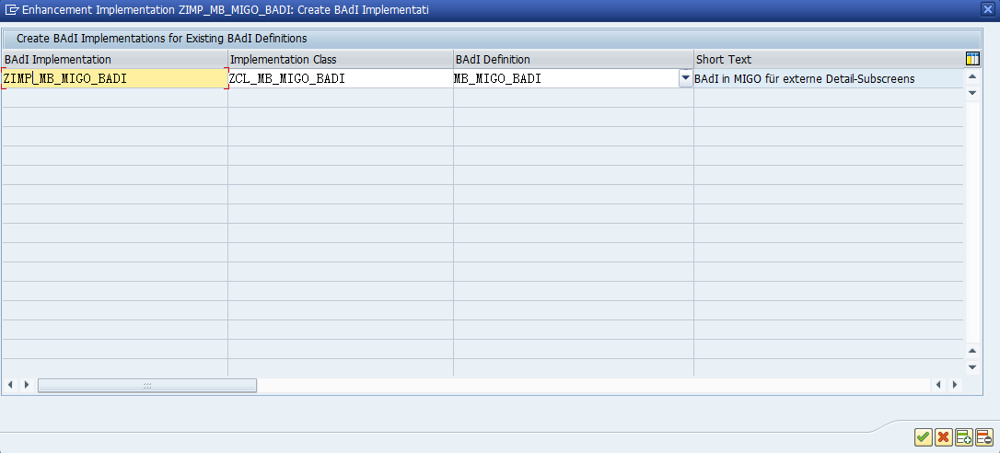 Enhancement Implementation ZIMP_MB_MIGO_BADI: Create BAdI Implementati
Create BAdI Implementations for Existing BAdI Definitions
BAdI Implementation Implementation Class BAdI Definition Short Text
ZIMP_MB_MIGO_BADI ZCL_MB_MIGO_BADI MB_MIGO_BADI BAdI in MIGO für externe Detail-Subscreens